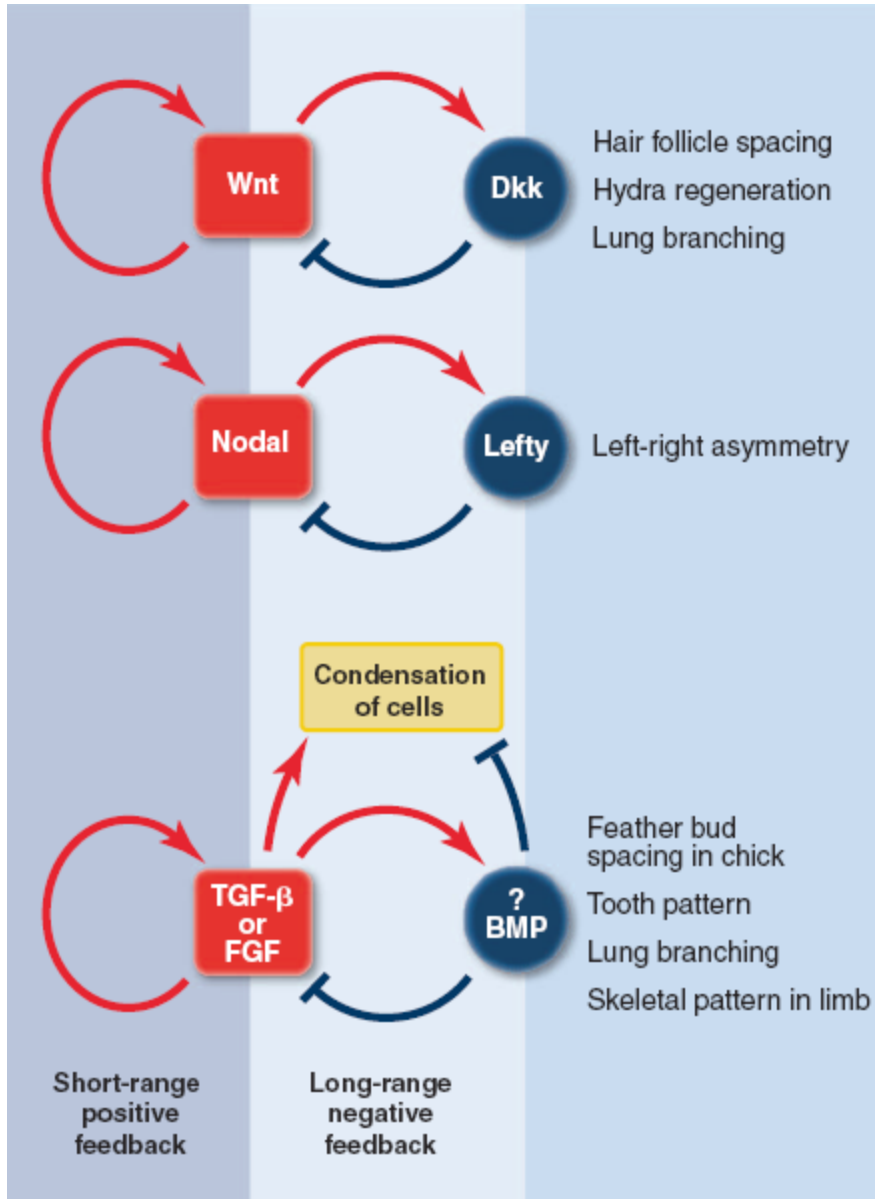 Wnt
Dkk
Hair follicle spacing
Hydra regeneration
Lung branching
Nodal
Lefty
Left-right asymmetry
Condensation
of cells
TGF-β
or
FGF
?
BMP
Feather bud
spacing in chick
Tooth pattern
Lung branching
Skeletal pattern in limb
Short-range
positive
feedback
Long-range
negative
feedback